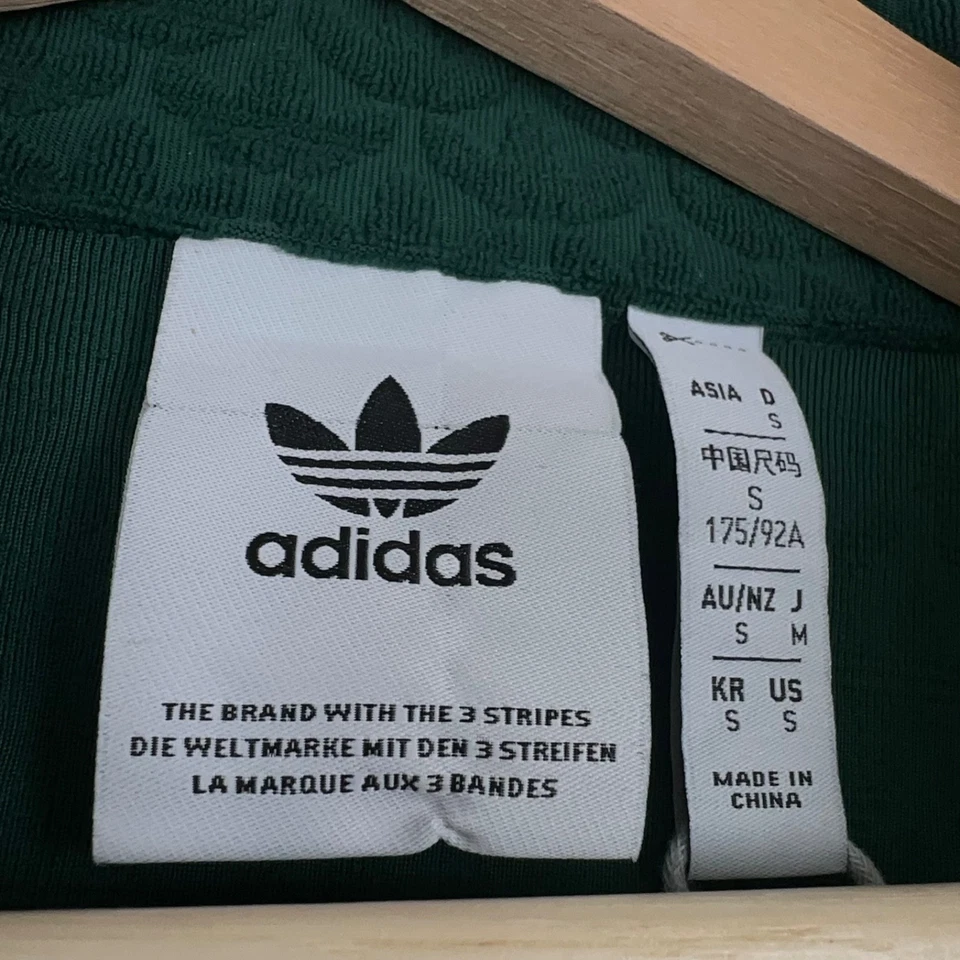 adidas
THE BRAND WITH THE 3 STRIPES
DIE WELTMARKE MIT DEN 3 STREIFEN
LA MARQUE AUX 3 BANDES
ASIA D
S
中国尺码
S
175/92A
AU/NZ J
S M
KR US
S S
MADE IN
CHINA